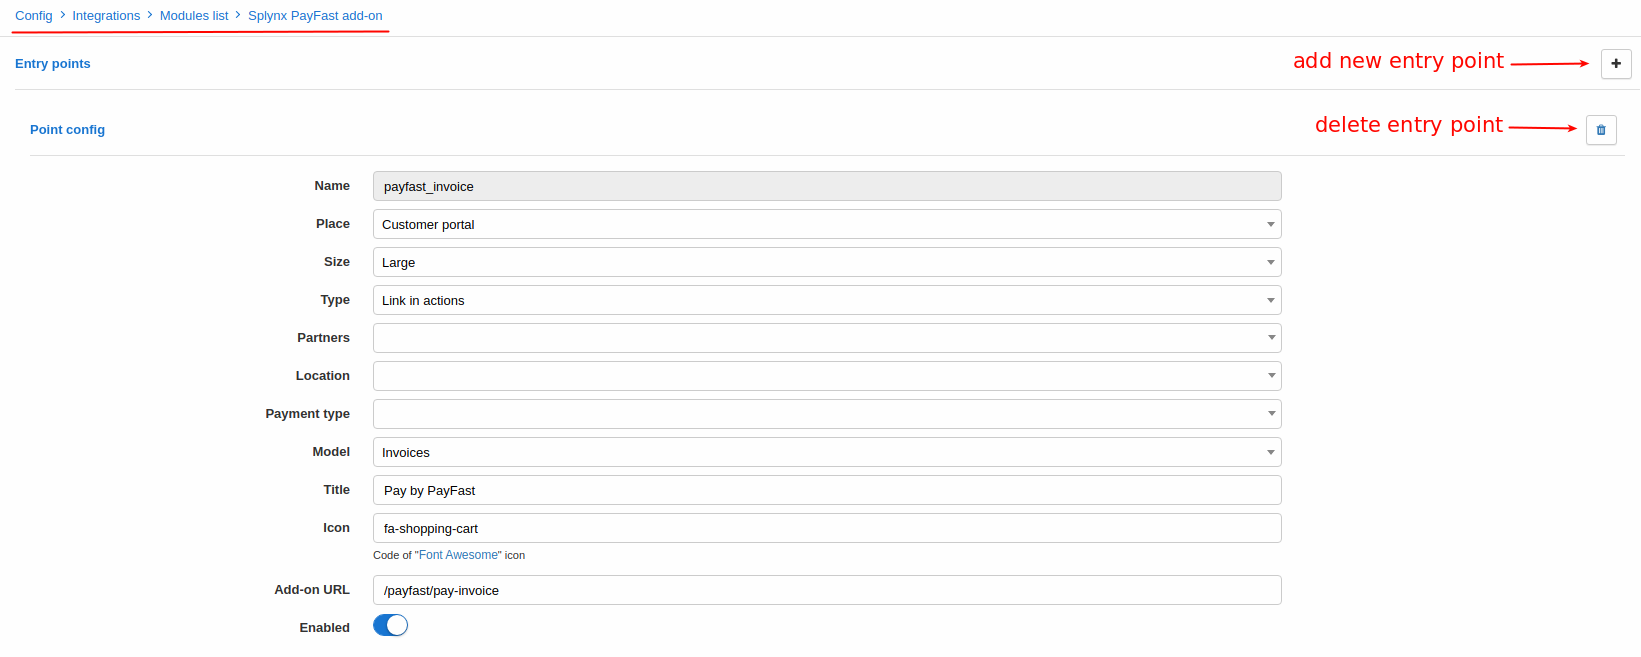 Config > Integrations > Modules list > Splynx PayFast add-on
Entry points
add new entry point
Point config
delete entry point
Name payfast_invoice
Place Customer portal
Size Large
Type Link in actions
Partners
Location
Payment type
Model Invoices
Title Pay by PayFast
Icon fa-shopping-cart
Code of "Font Awesome" icon
Add-on URL /payfast/pay-invoice
Enabled